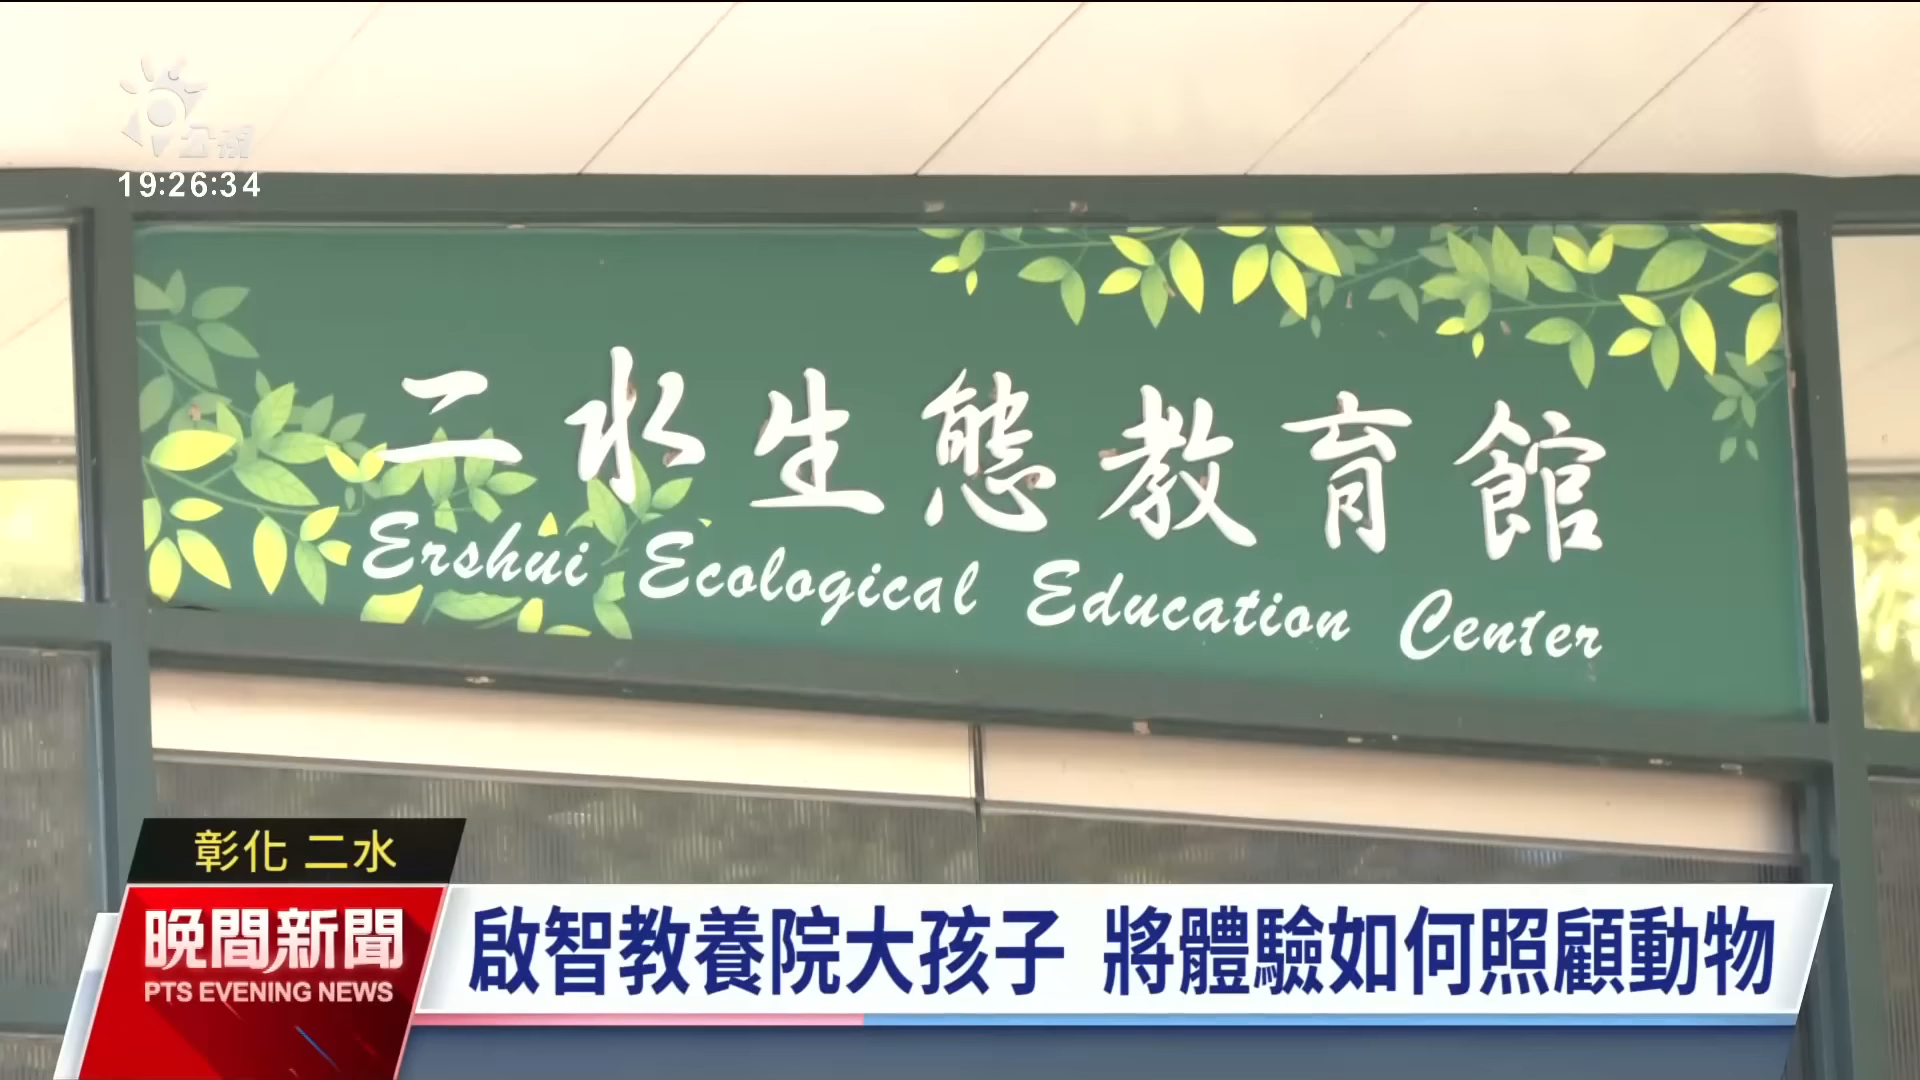 公視
19:26:34
二水生態教育館
Ershui Ecological Education Center
彰化 二水
晚間新聞
PTS EVENING NEWS
啟智教養院大孩子 將體驗如何照顧動物